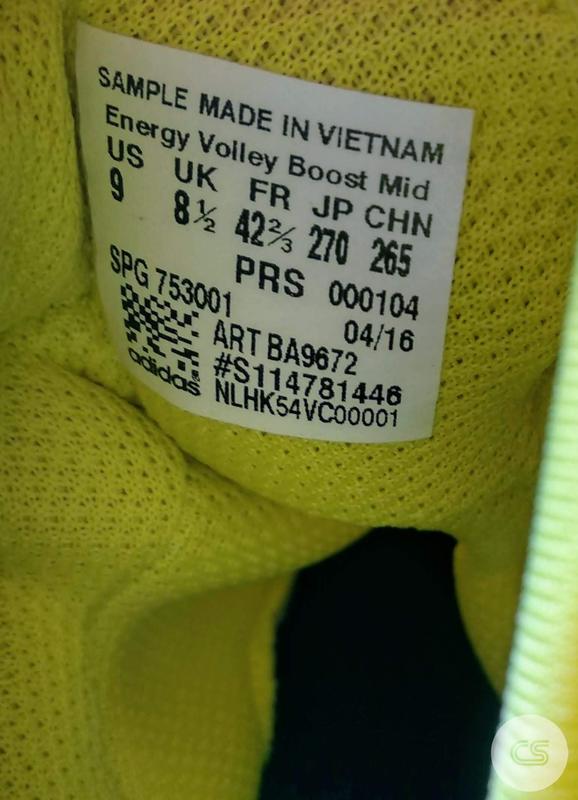 SAMPLE MADE IN VIETNAM
Energy Volley Boost Mid
US UK FR JP CHN
9 8½ 42⅔ 270 265
PRS 000104
SPG 753001 04/16
ART BA9672
#S114781446
adidas NLHK54VC00001
CS